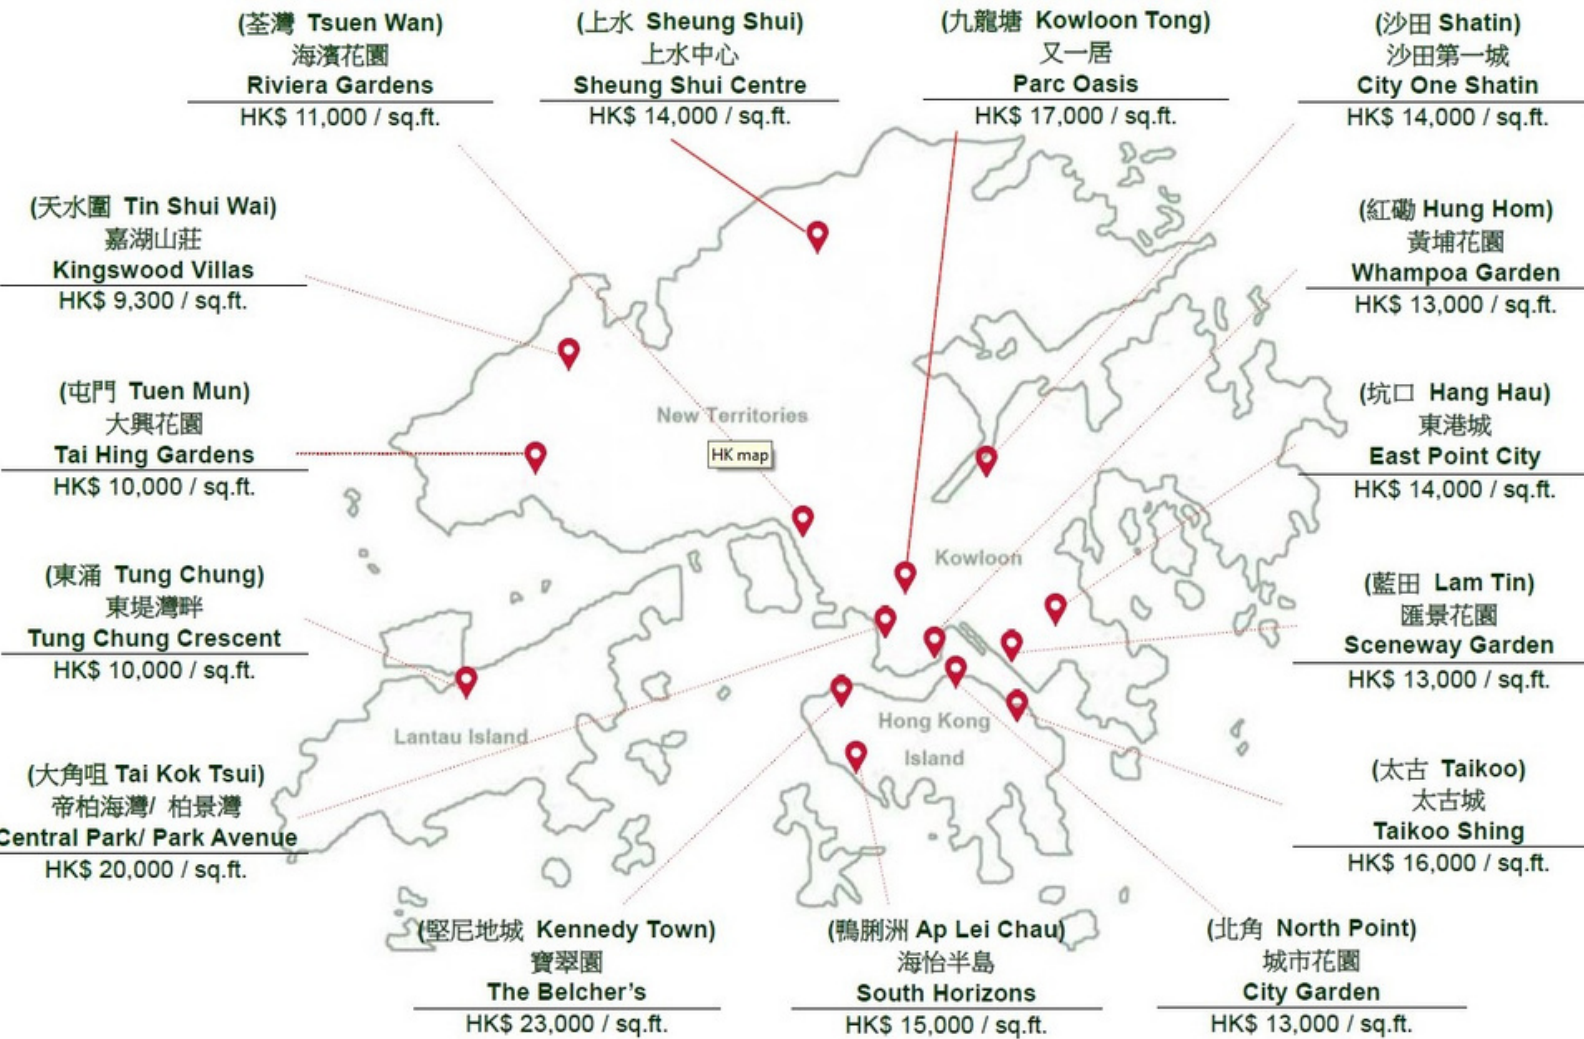 (荃灣 Tsuen Wan)
海濱花園
Riviera Gardens
HK$ 11,000 / sq.ft.
(上水 Sheung Shui)
上水中心
Sheung Shui Centre
HK$ 14,000 / sq.ft.
(九龍塘 Kowloon Tong)
又一居
Parc Oasis
HK$ 17,000 / sq.ft.
(沙田 Shatin)
沙田第一城
City One Shatin
HK$ 14,000 / sq.ft.
(天水圍 Tin Shui Wai)
嘉湖山莊
Kingswood Villas
HK$ 9,300 / sq.ft.
(紅磡 Hung Hom)
黃埔花園
Whampoa Garden
HK$ 13,000 / sq.ft.
(屯門 Tuen Mun)
大興花園
Tai Hing Gardens
HK$ 10,000 / sq.ft.
New Territories
HK map
(坑口 Hang Hau)
東港城
East Point City
HK$ 14,000 / sq.ft.
Kowloon
(東涌 Tung Chung)
東堤灣畔
Tung Chung Crescent
HK$ 10,000 / sq.ft.
(藍田 Lam Tin)
匯景花園
Sceneway Garden
HK$ 13,000 / sq.ft.
Lantau Island
Hong Kong
Island
(大角咀 Tai Kok Tsui)
帝柏海灣/ 柏景灣
Central Park/ Park Avenue
HK$ 20,000 / sq.ft.
(太古 Taikoo)
太古城
Taikoo Shing
HK$ 16,000 / sq.ft.
(堅尼地城 Kennedy Town)
寶翠園
The Belcher's
HK$ 23,000 / sq.ft.
(鴨脷洲 Ap Lei Chau)
海怡半島
South Horizons
HK$ 15,000 / sq.ft.
(北角 North Point)
城市花園
City Garden
HK$ 13,000 / sq.ft.